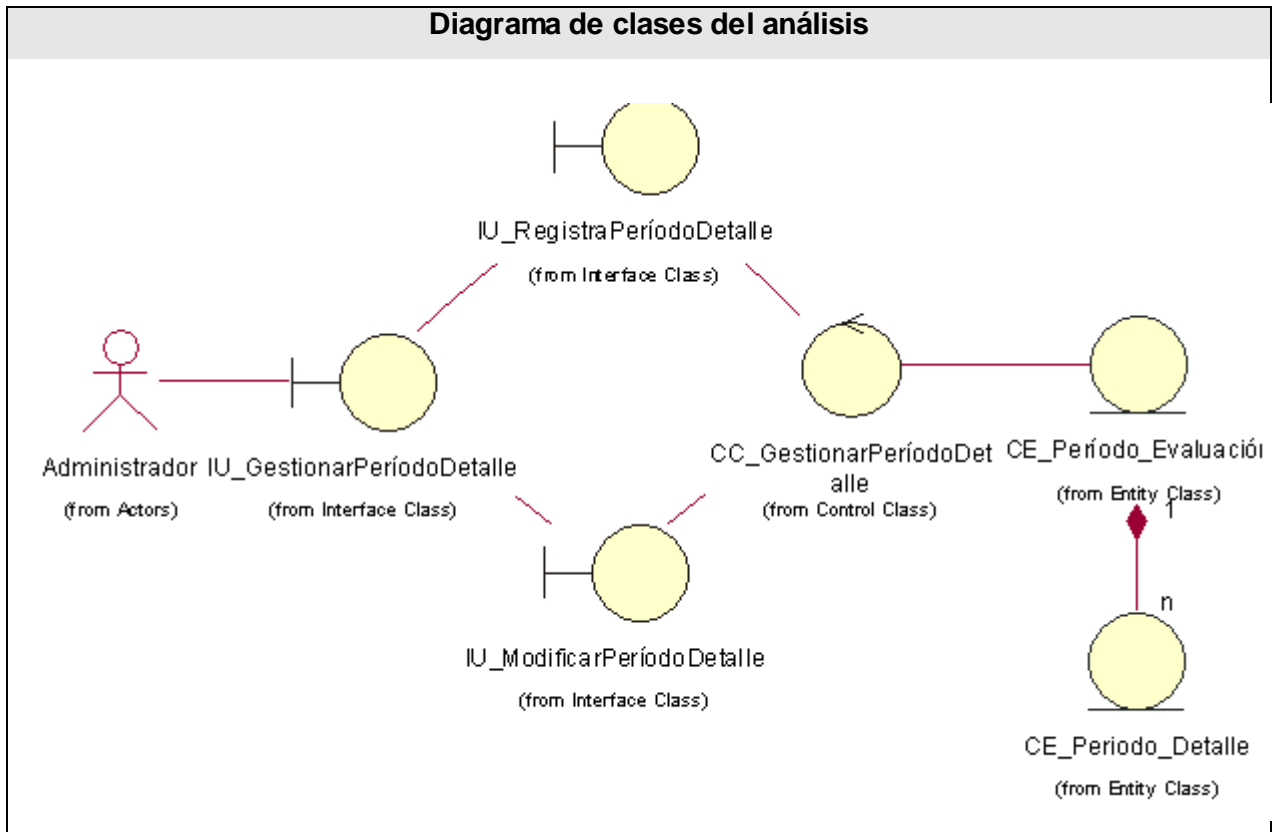 Diagrama de clases del análisis
IU_RegistraPeríodoDetalle
(from Interface Class)
Administrador
(from Actors)
IU_GestionarPeríodoDetalle
(from Interface Class)
CC_GestionarPeríodoDet
alle
(from Control Class)
CE_Período_Evaluación
(from Entity Class)
1
n
IU_ModificarPeríodoDetalle
(from Interface Class)
CE_Periodo_Detalle
(from Entity Class)